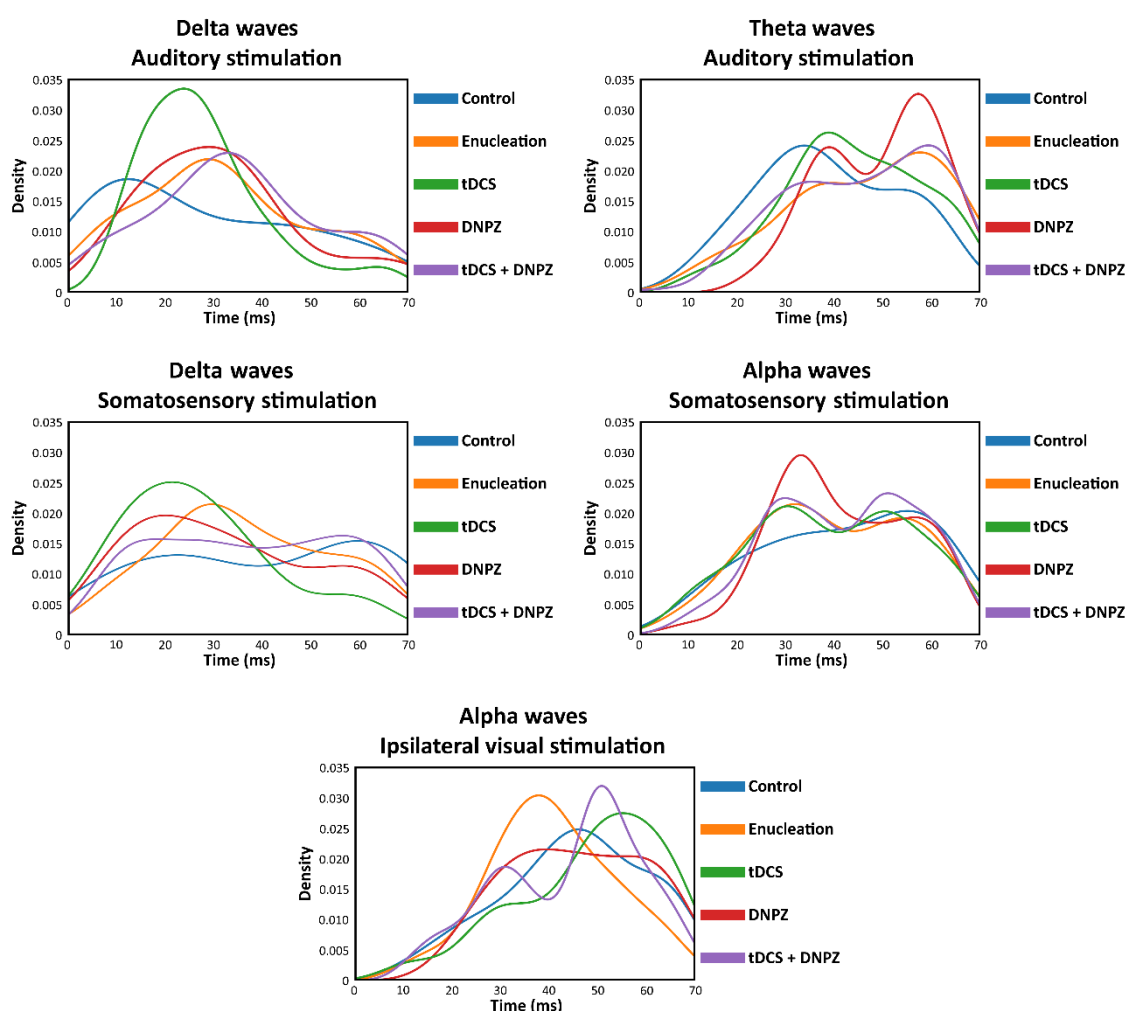 Delta waves
Auditory stimulation
0.035
0.030
0.025
0.020
0.015
0.010
0.005
0
Density
0 10 20 30 40 50 60 70
Time (ms)
Control
Enucleation
tDCS
DNPZ
tDCS + DNPZ
Theta waves
Auditory stimulation
0.035
0.030
0.025
0.020
0.015
0.010
0.005
0
Density
0 10 20 30 40 50 60 70
Time (ms)
Control
Enucleation
tDCS
DNPZ
tDCS + DNPZ
Delta waves
Somatosensory stimulation
0.035
0.030
0.025
0.020
0.015
0.010
0.005
0
Density
0 10 20 30 40 50 60 70
Time (ms)
Control
Enucleation
tDCS
DNPZ
tDCS + DNPZ
Alpha waves
Somatosensory stimulation
0.035
0.030
0.025
0.020
0.015
0.010
0.005
0
Density
0 10 20 30 40 50 60 70
Time (ms)
Control
Enucleation
tDCS
DNPZ
tDCS + DNPZ
Alpha waves
Ipsilateral visual stimulation
0.035
0.030
0.025
0.020
0.015
0.010
0.005
0
Density
0 10 20 30 40 50 60 70
Time (ms)
Control
Enucleation
tDCS
DNPZ
tDCS + DNPZ